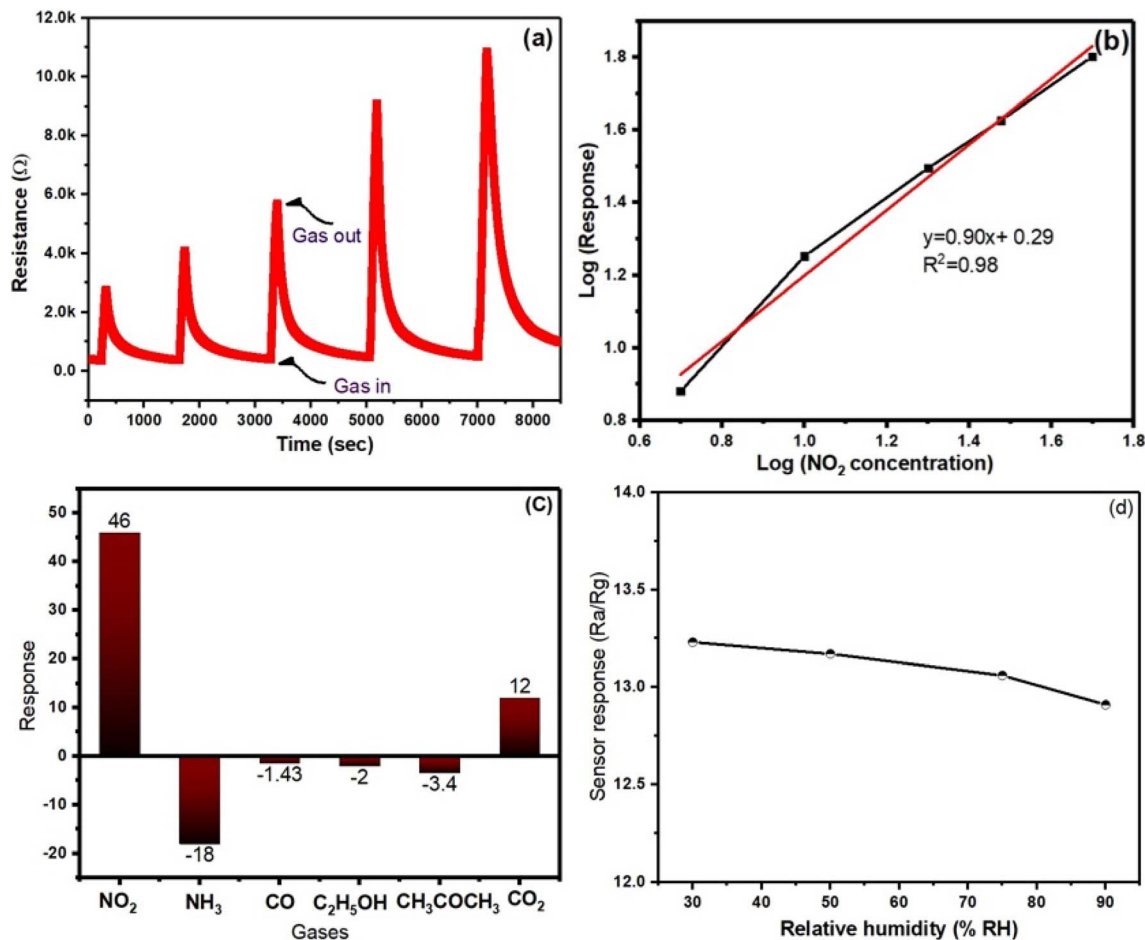 (a)
12.0k
10.0k
8.0k
6.0k
4.0k
2.0k
0.0
Resistance (Ω)
Gas out
Gas in
0 1000 2000 3000 4000 5000 6000 7000 8000
Time (sec)
(b)
1.8
1.6
1.4
1.2
1.0
0.8
Log (Response)
y=0.90x+ 0.29
R²=0.98
0.6 0.8 1.0 1.2 1.4 1.6 1.8
Log (NO₂ concentration)
(C)
50
40
30
20
10
0
-10
-20
Response
46
-18
-1.43
-2
-3.4
12
NO₂ NH₃ CO C₂H₅OH CH₃COCH₃ CO₂
Gases
(d)
14.0
13.5
13.0
12.5
12.0
Sensor response (Ra/Rg)
30 40 50 60 70 80 90
Relative humidity (% RH)